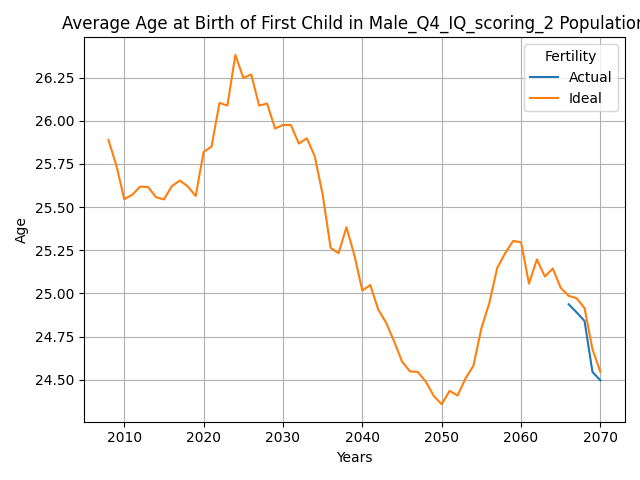 Average Age at Birth of First Child in Male_Q4_IQ_scoring_2 Population
Fertility
Actual
Ideal
26.25
26.00
25.75
25.50
25.25
25.00
24.75
24.50
Age
2010 2020 2030 2040 2050 2060 2070
Years